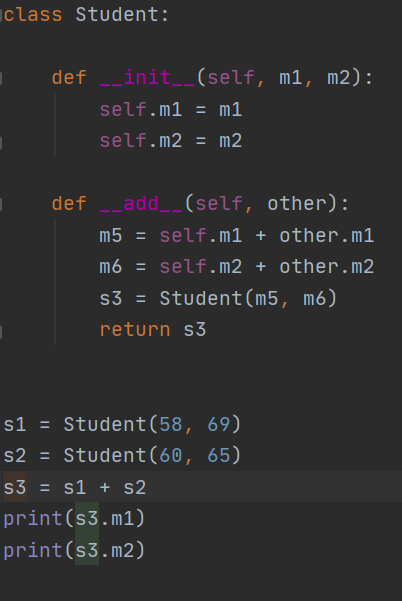 class Student:
    def __init__(self, m1, m2):
        self.m1 = m1
        self.m2 = m2
    def __add__(self, other):
        m5 = self.m1 + other.m1
        m6 = self.m2 + other.m2
        s3 = Student(m5, m6)
        return s3
s1 = Student(58, 69)
s2 = Student(60, 65)
s3 = s1 + s2
print(s3.m1)
print(s3.m2)